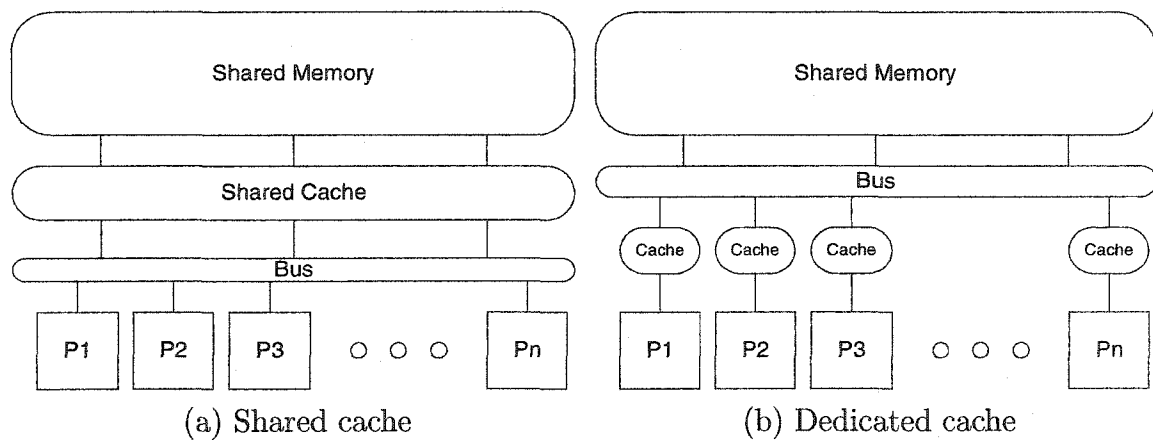 Shared Memory
Shared Cache
Bus
P1 P2 P3 Pn
(a) Shared cache
Shared Memory
Bus
Cache Cache Cache Cache
P1 P2 P3 Pn
(b) Dedicated cache